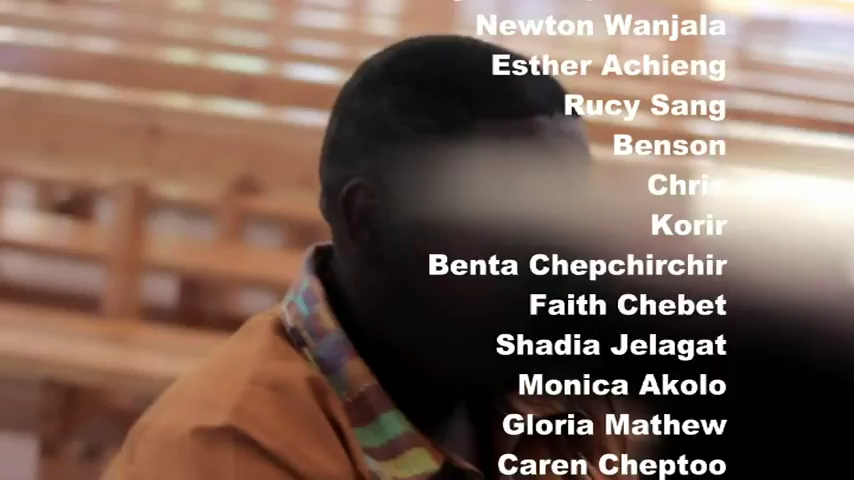 Newton Wanjala
Esther Achieng
Rucy Sang
Benson
Chris
Korir
Benta Chepchirchir
Faith Chebet
Shadia Jelagat
Monica Akolo
Gloria Mathew
Caren Cheptoo